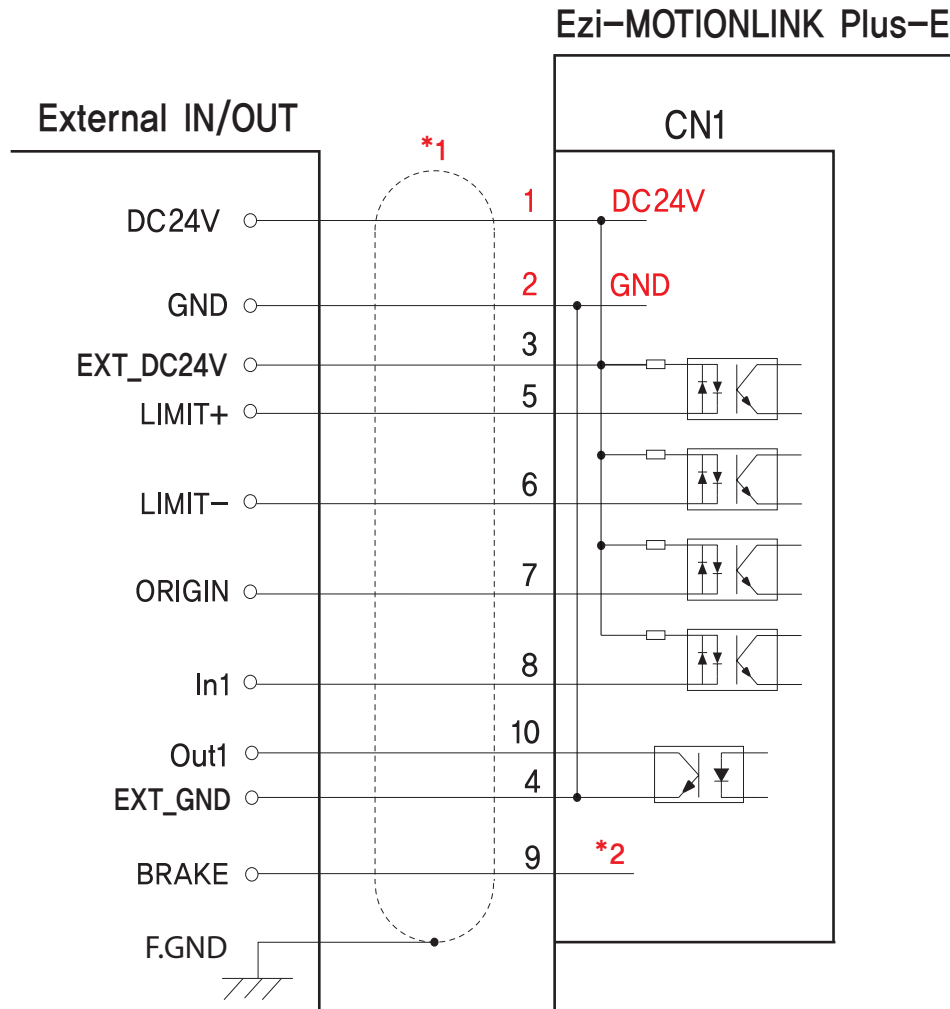 Ezi-MOTIONLINK Plus-E
External IN/OUT
CN1
*1
DC24V 1 DC24V
GND 2 GND
EXT_DC24V 3
LIMIT+ 5
LIMIT- 6
ORIGIN 7
In1 8
Out1 10
EXT_GND 4
BRAKE 9 *2
F.GND